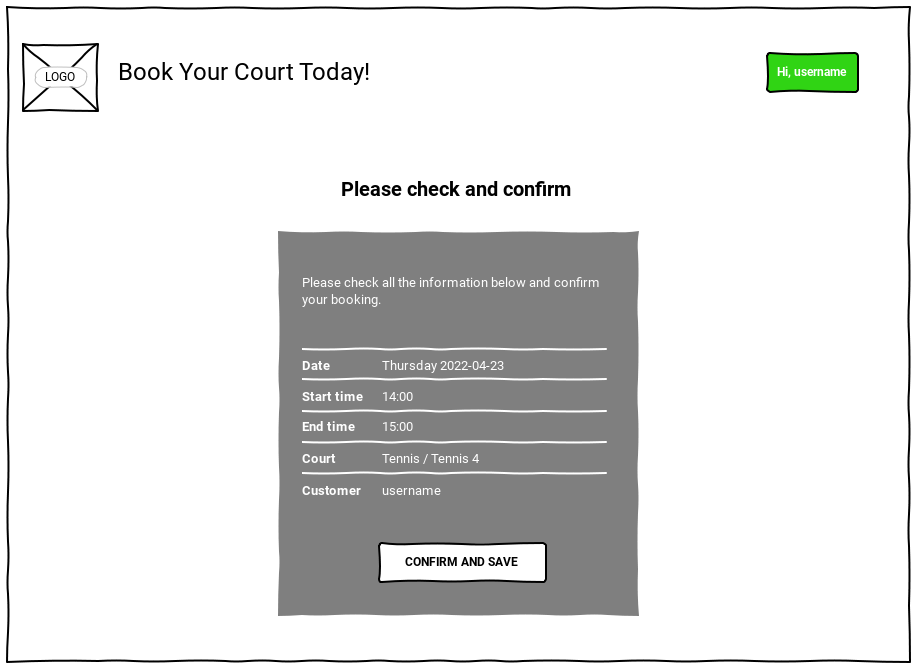 LOGO
Book Your Court Today!
Hi, username
Please check and confirm
Please check all the information below and confirm
your booking.
Date Thursday 2022-04-23
Start time 14:00
End time 15:00
Court Tennis / Tennis 4
Customer username
CONFIRM AND SAVE